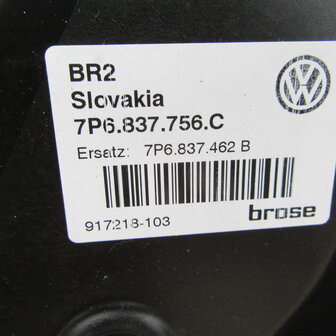 BR2
Slovakia
7P6.837.756.C
Ersatz: 7P6.837.462 B
917218-103
brose